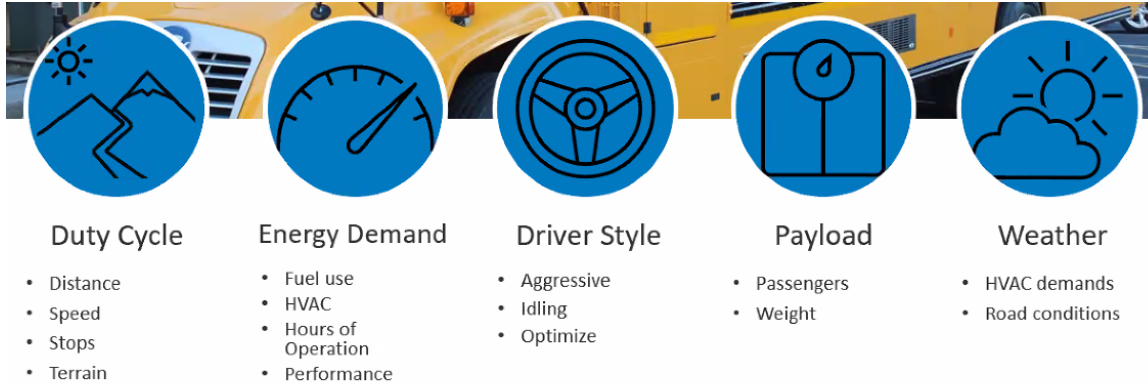 Duty Cycle
• Distance
• Speed
• Stops
• Terrain
Energy Demand
• Fuel use
• HVAC
• Hours of
Operation
• Performance
Driver Style
• Aggressive
• Idling
• Optimize
Payload
• Passengers
• Weight
Weather
• HVAC demands
• Road conditions